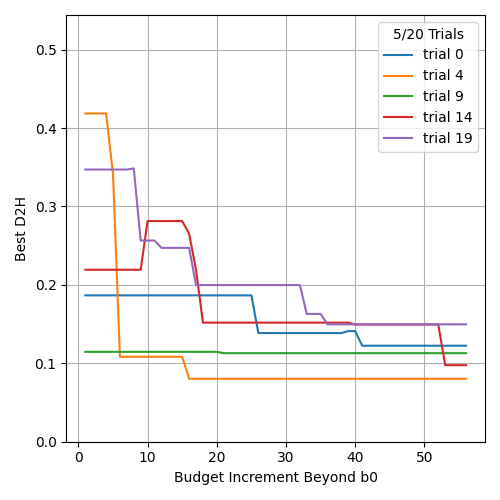 5/20 Trials
trial 0
trial 4
trial 9
trial 14
trial 19
Best D2H
0.5
0.4
0.3
0.2
0.1
0.0
0 10 20 30 40 50
Budget Increment Beyond b0